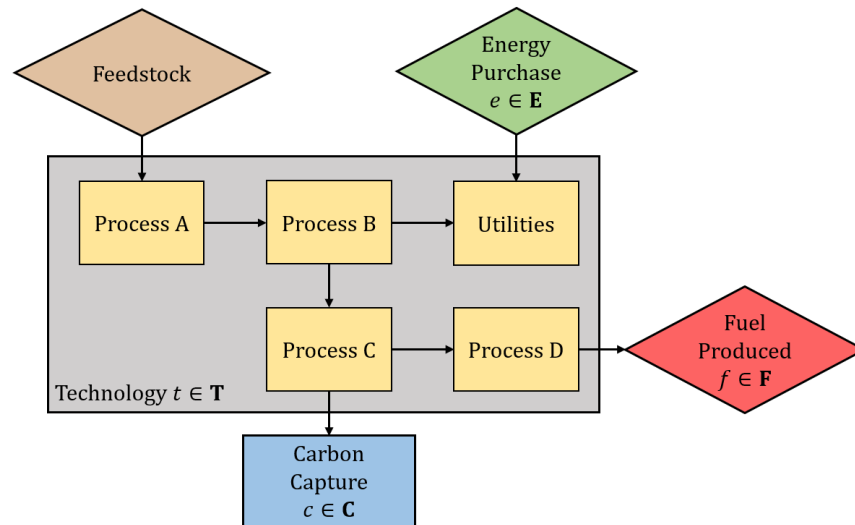 Feedstock
Energy
Purchase
e ∈ E
Process A
Process B
Utilities
Process C
Process D
Fuel
Produced
f ∈ F
Technology t ∈ T
Carbon
Capture
c ∈ C